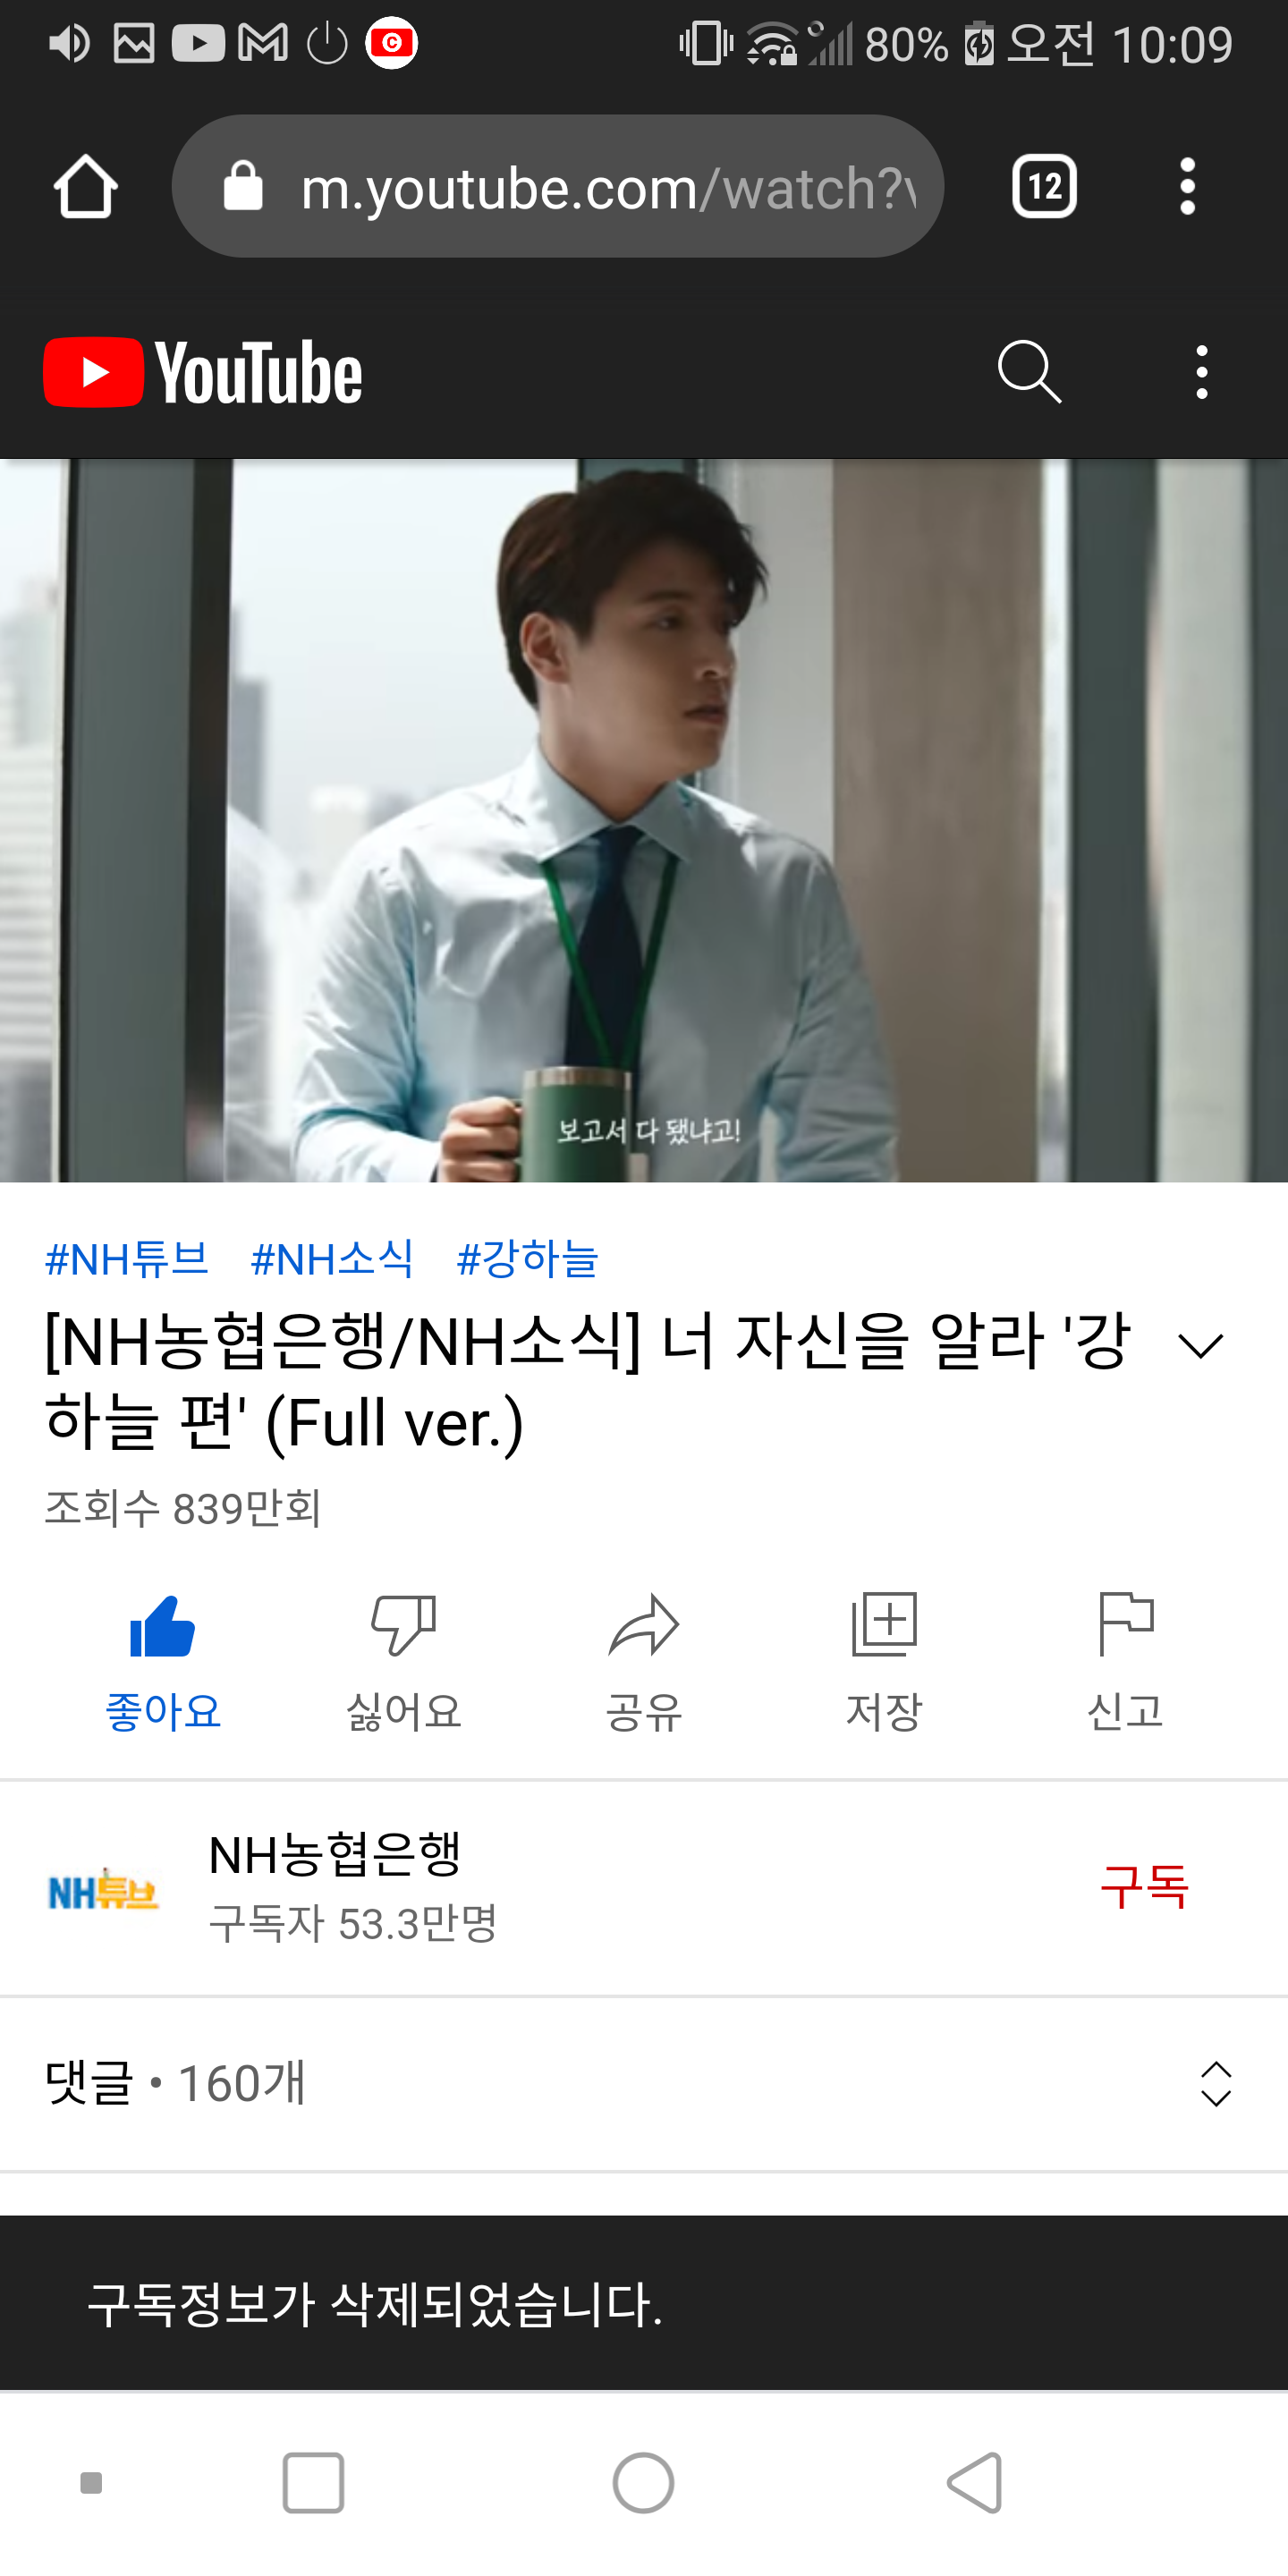 80% 오전 10:09
m.youtube.com/watch?v
12
YouTube
보고서 다 됐냐고!
#NH튜브 #NH소식 #강하늘
[NH농협은행/NH소식] 너 자신을 알라 '강
하늘 편' (Full ver.)
조회수 839만회
좋아요 싫어요 공유 저장 신고
NH튜브
NH농협은행
구독자 53.3만명
구독
댓글 • 160개
구독정보가 삭제되었습니다.